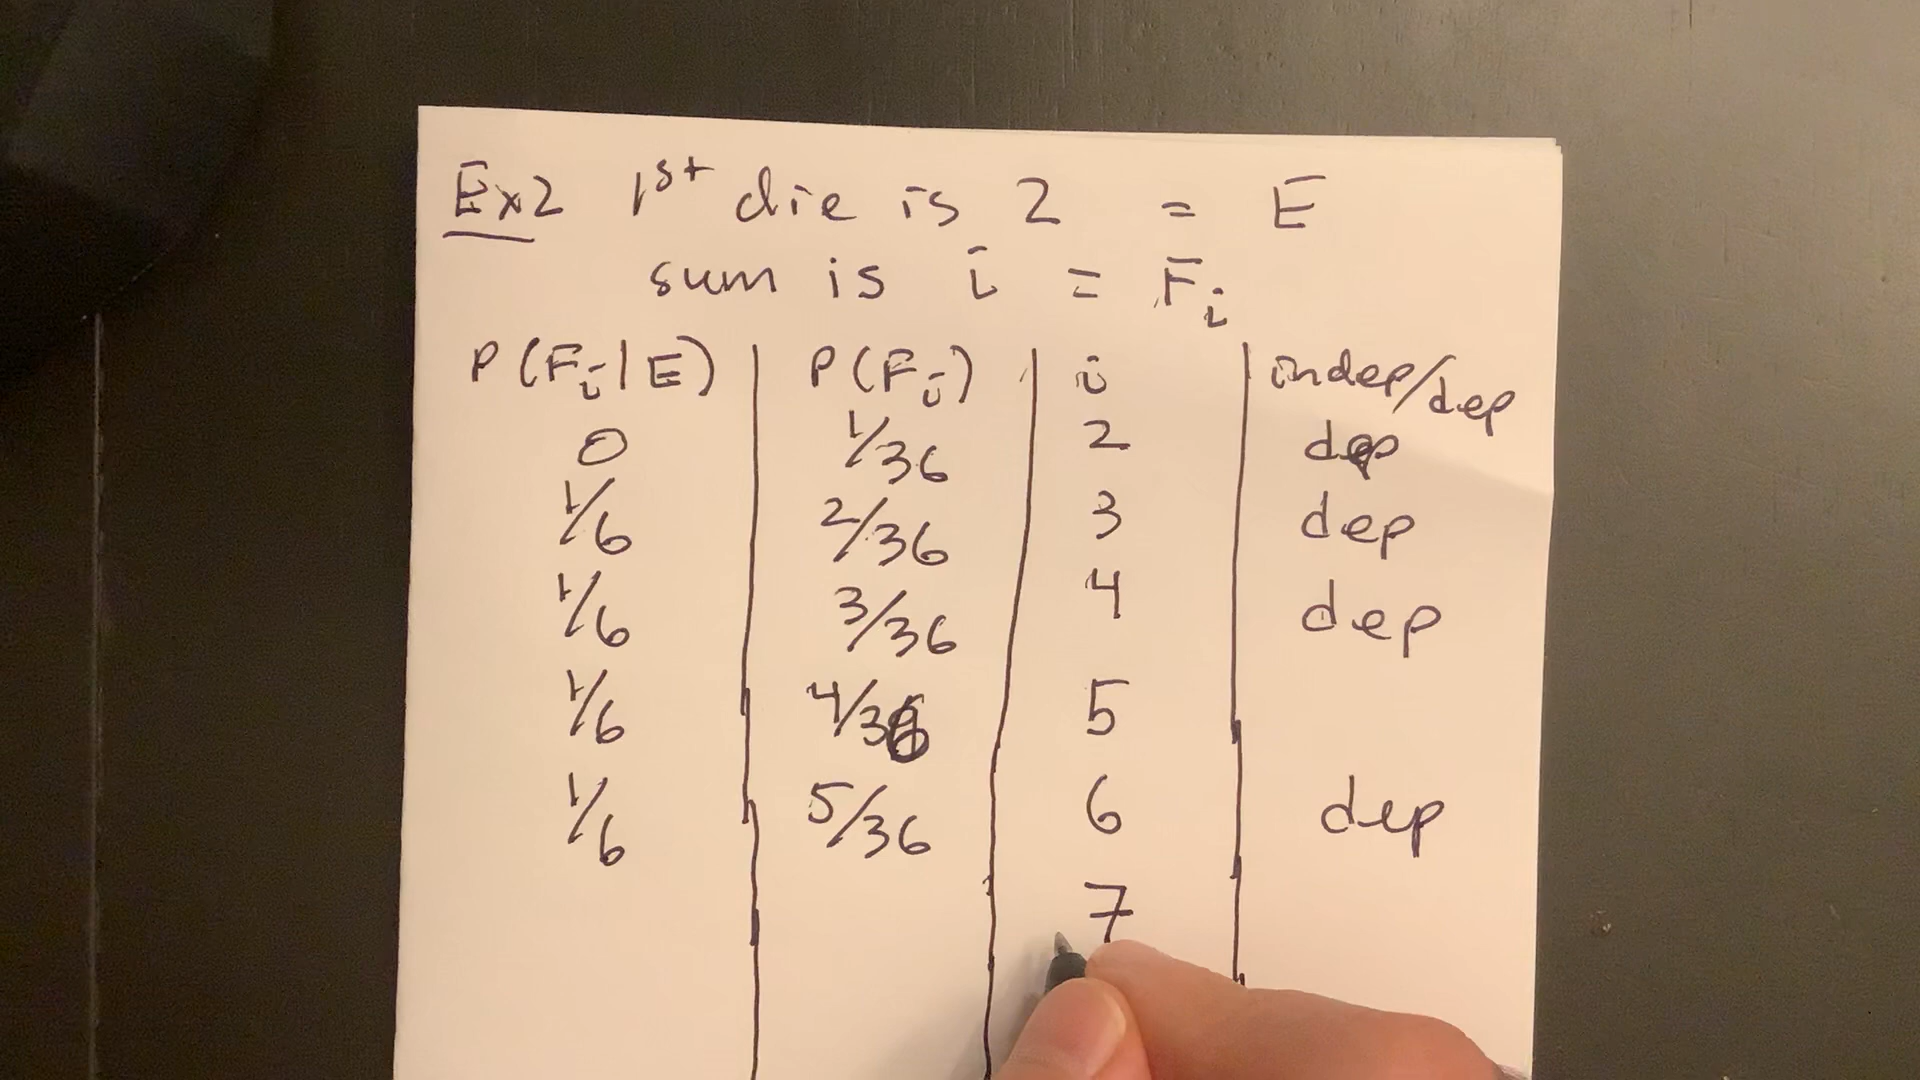 Ex2 1st die is 2 = E
sum is i = Fi
P(Fi|E) P(Fi) i indep/dep
0 1/36 2 dep
1/6 2/36 3 dep
1/6 3/36 4 dep
1/6 4/36 5
1/6 5/36 6 dep
7